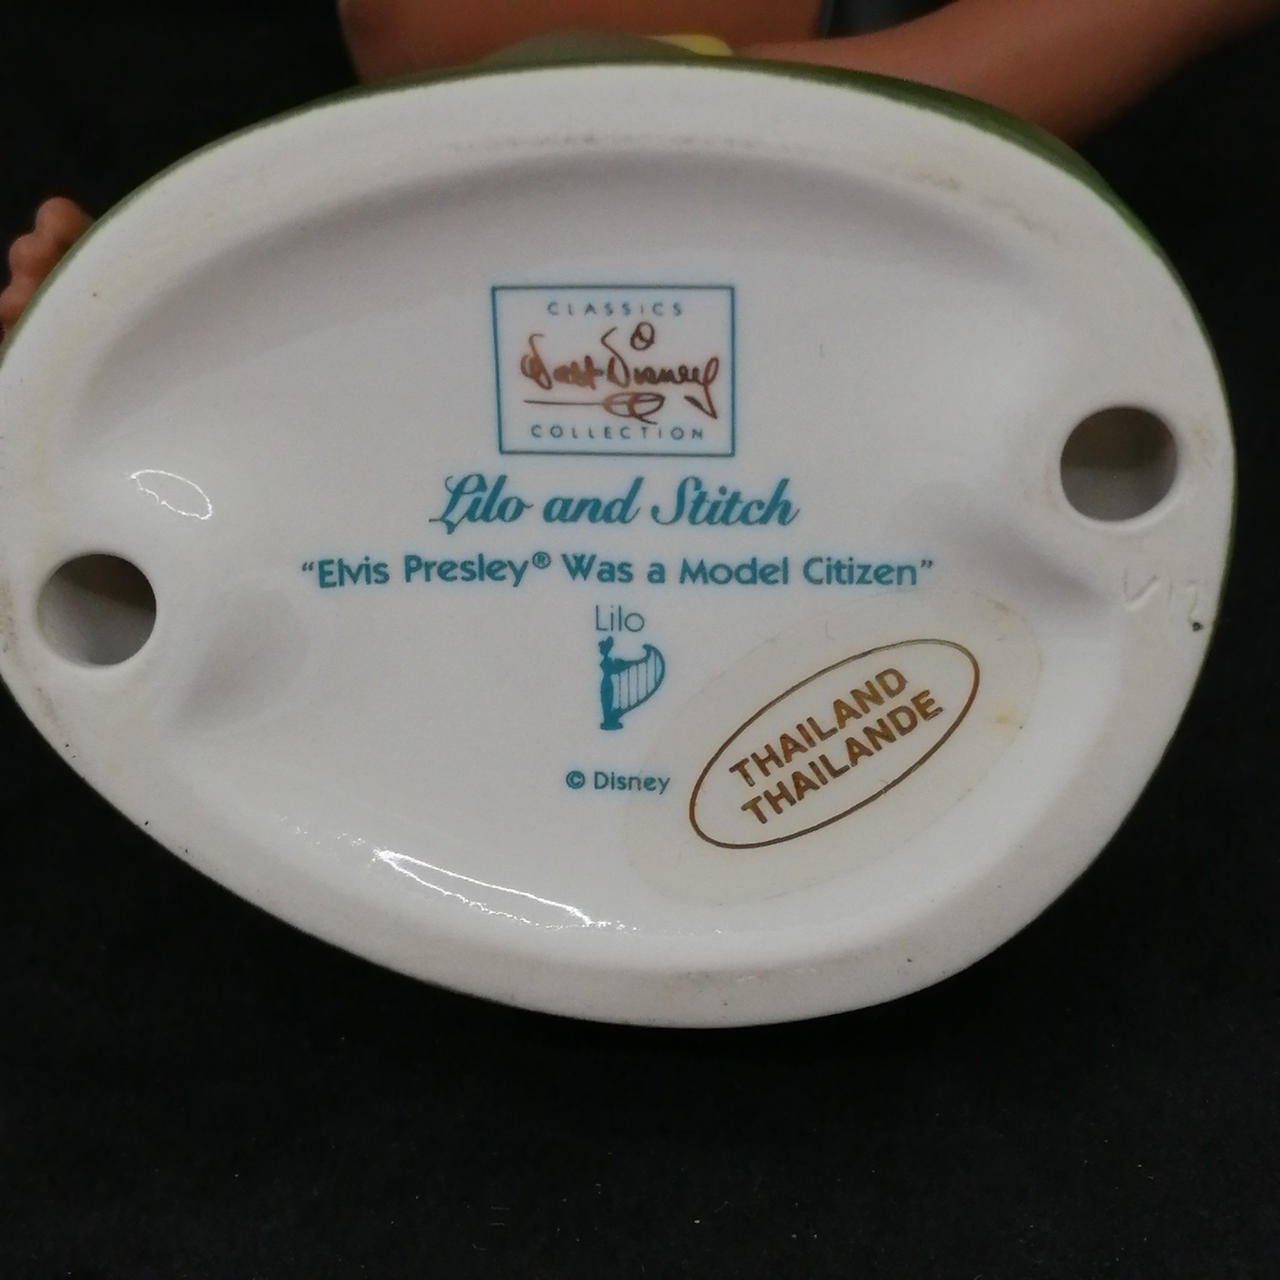 CLASSICS
Walt Disney
COLLECTION
Lilo and Stitch
“Elvis Presley® Was a Model Citizen”
Lilo
© Disney
THAILAND
THAILANDE